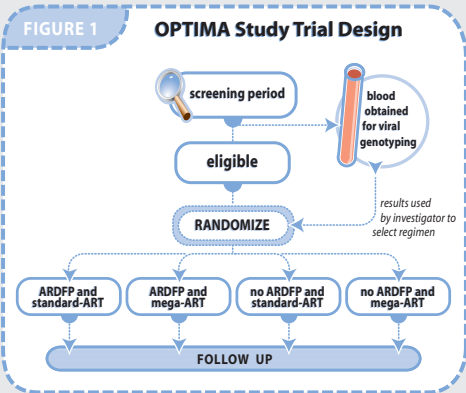 FIGURE 1
OPTIMA Study Trial Design
screening period
blood
obtained
for viral
genotyping
eligible
results used
by investigator to
select regimen
RANDOMIZE
ARDFP and
standard-ART
ARDFP and
mega-ART
no ARDFP and
standard-ART
no ARDFP and
mega-ART
FOLLOW UP